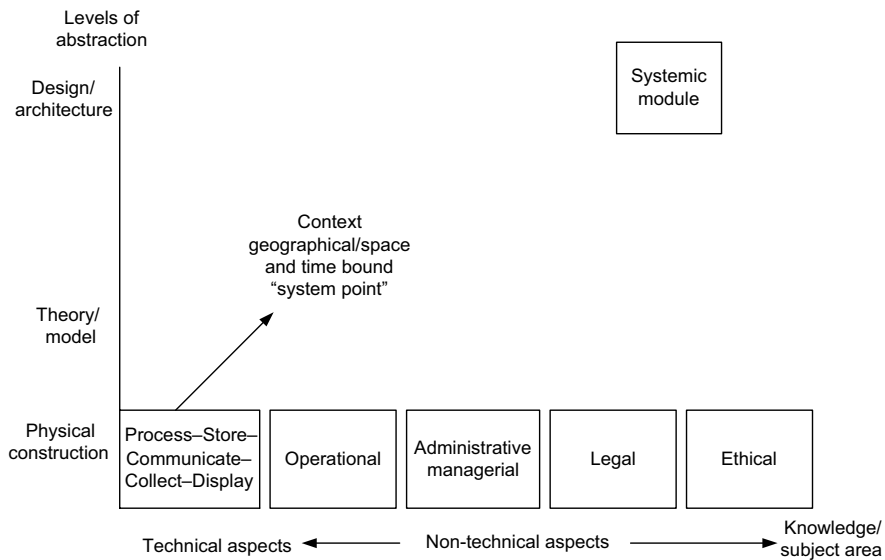 Levels of
abstraction
Design/
architecture
Systemic
module
Context
geographical/space
and time bound
“system point”
Theory/
model
Physical
construction
Process–Store–
Communicate–
Collect–Display
Operational
Administrative
managerial
Legal
Ethical
Technical aspects
Non-technical aspects
Knowledge/
subject area